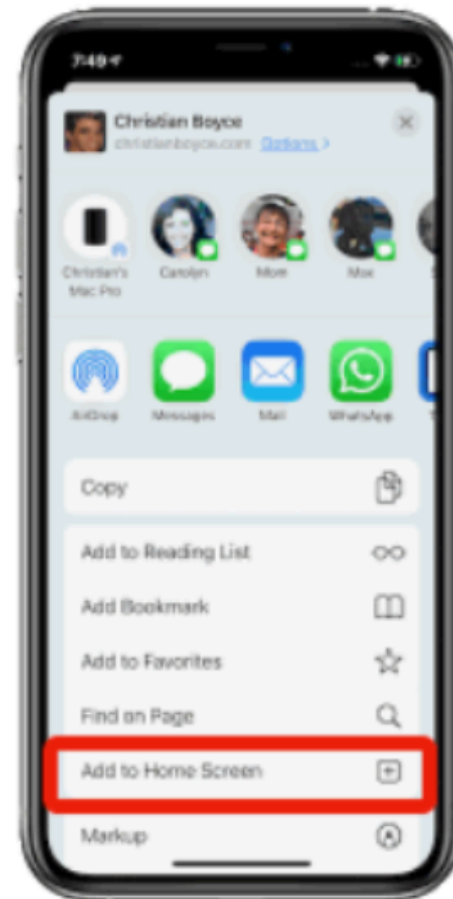 7:49
Christian Boyce
christianboyce.com Options >
Christian's
Mac Pro
Carolyn
Mom
Max
AirDrop
Messages
Mail
WhatsApp
Copy
Add to Reading List
Add Bookmark
Add to Favorites
Find on Page
Add to Home Screen
Markup